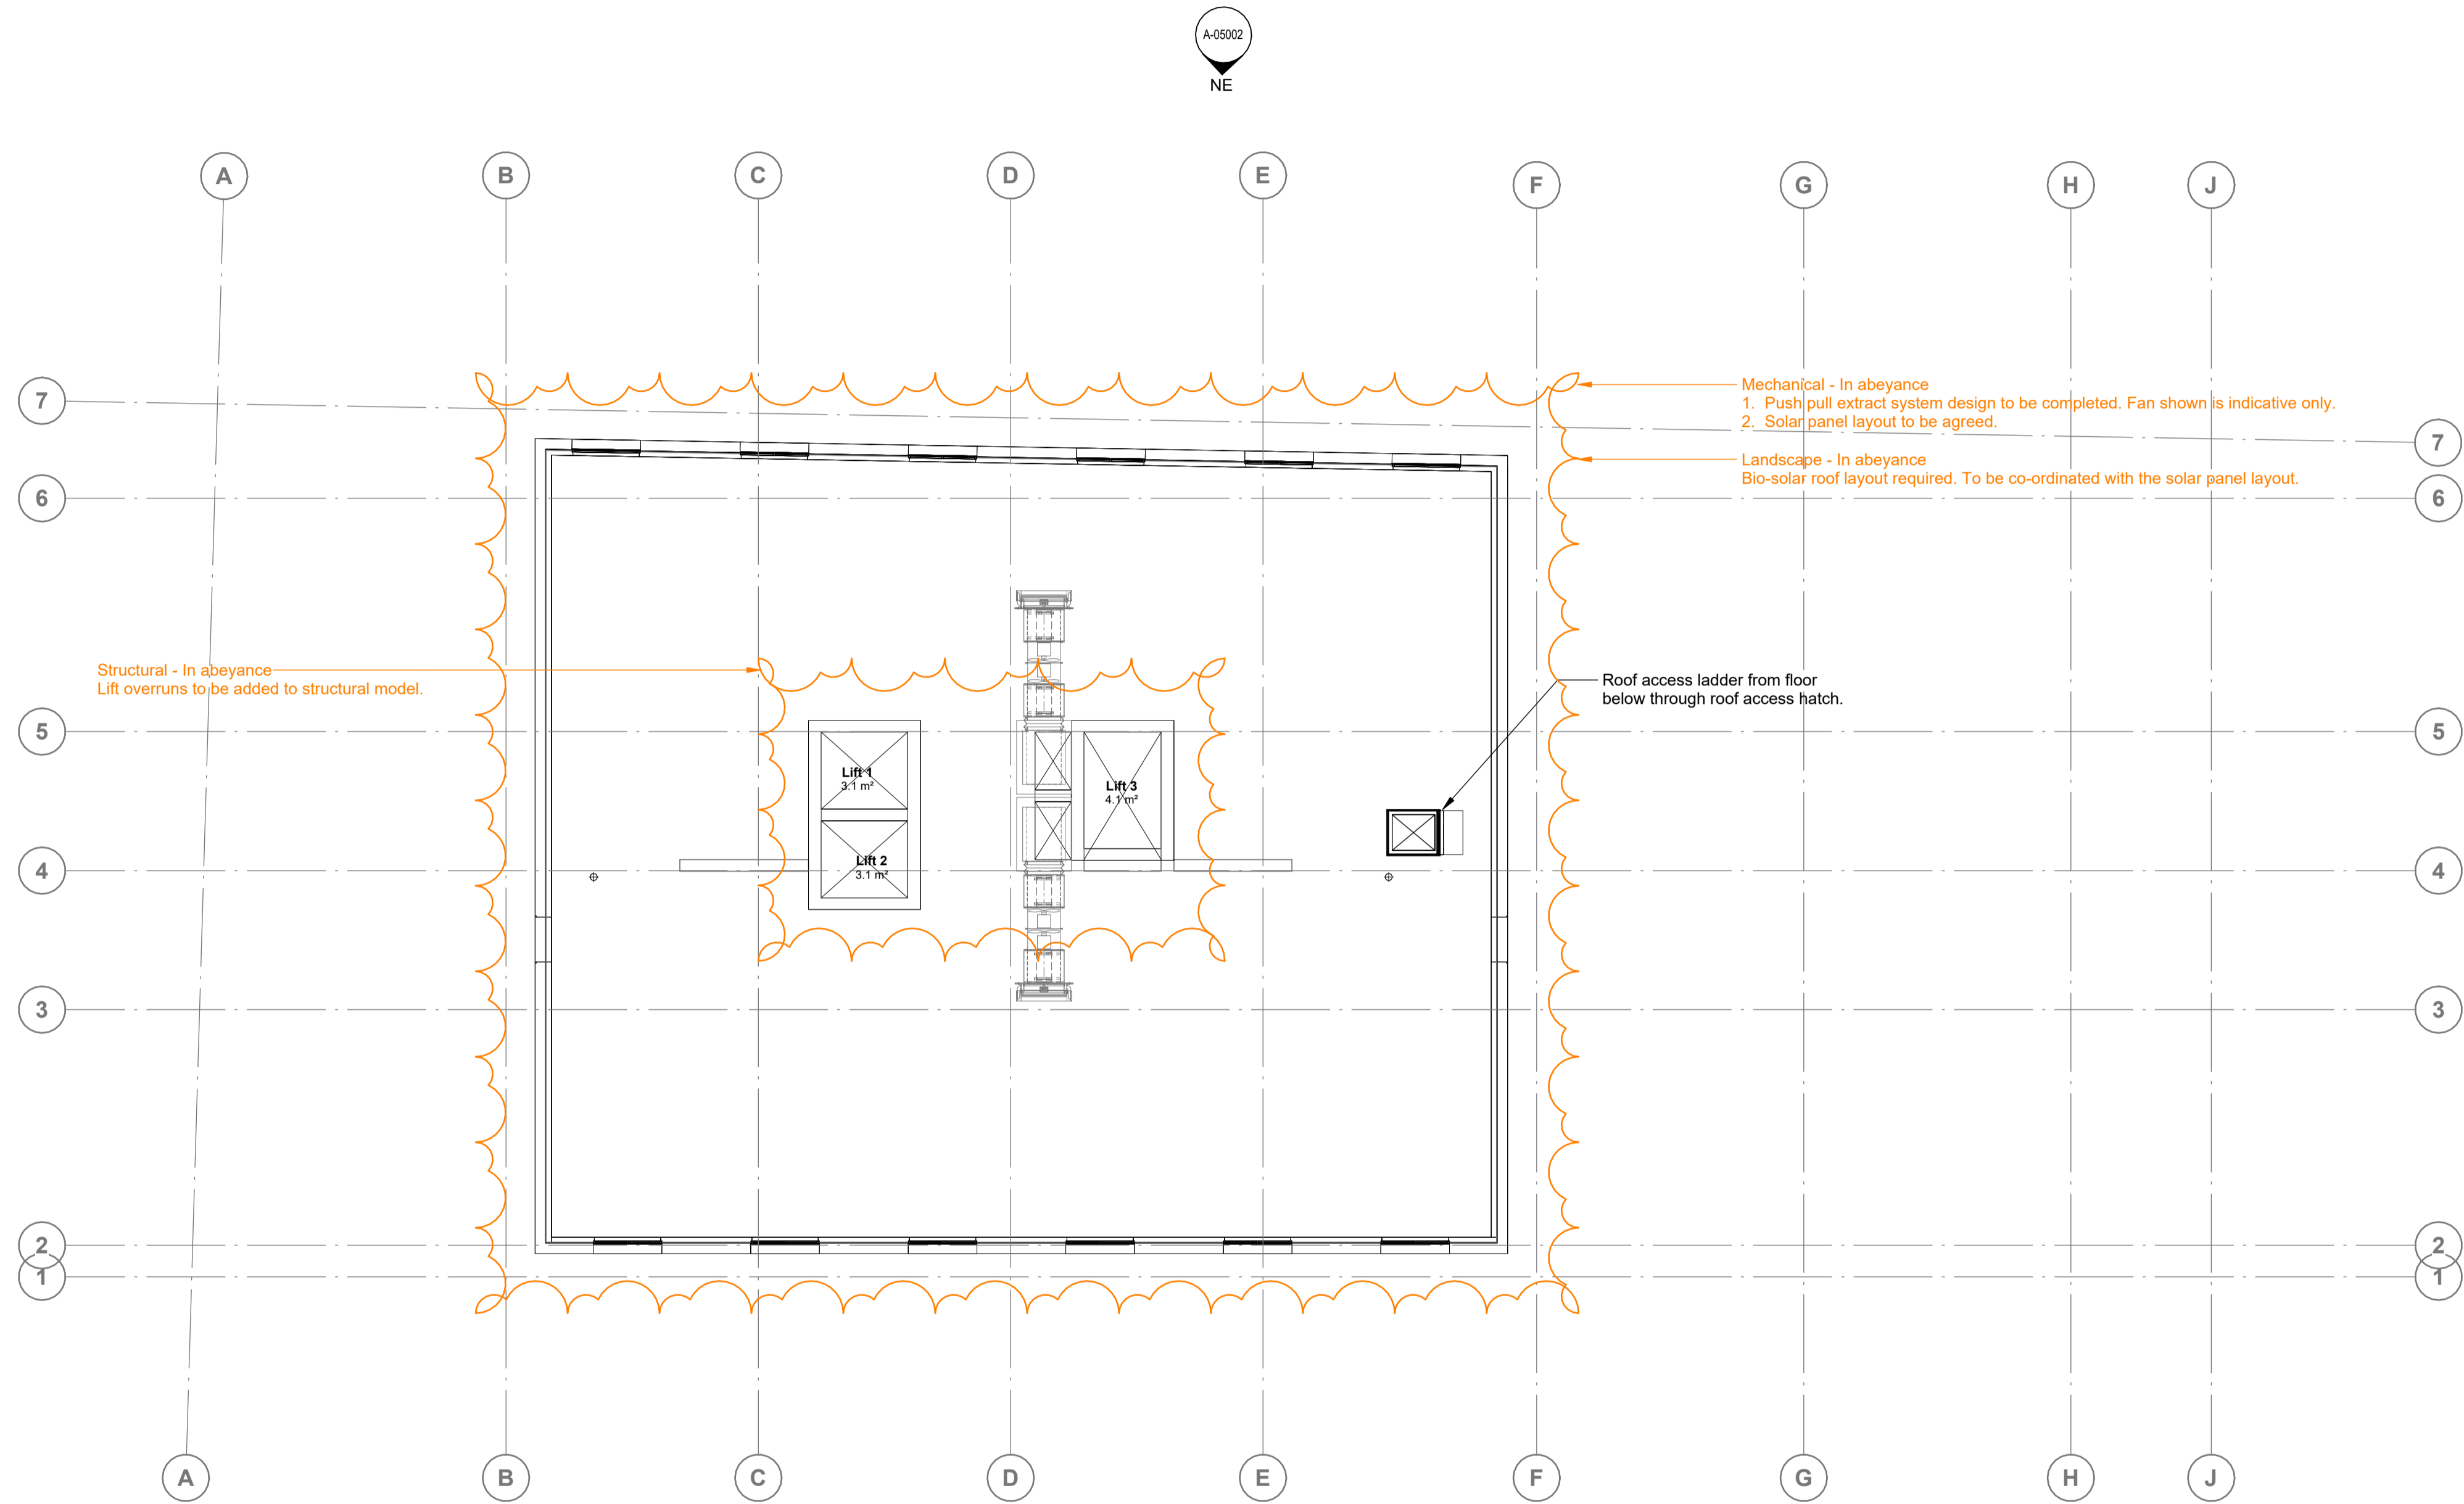 A-05002
NE
A
B
C
D
E
F
G
H
J
7
Mechanical - In abeyance
1. Push pull extract system design to be completed. Fan shown is indicative only.
2. Solar panel layout to be agreed.
7
Landscape - In abeyance
Bio-solar roof layout required. To be co-ordinated with the solar panel layout.
6
6
Structural - In abeyance
Lift overruns to be added to structural model.
Roof access ladder from floor
below through roof access hatch.
5
5
Lift 1
3.1 m²
Lift 3
4.1 m²
Lift 2
3.1 m²
4
4
3
3
2
2
1
1
A
B
C
D
E
F
G
H
J